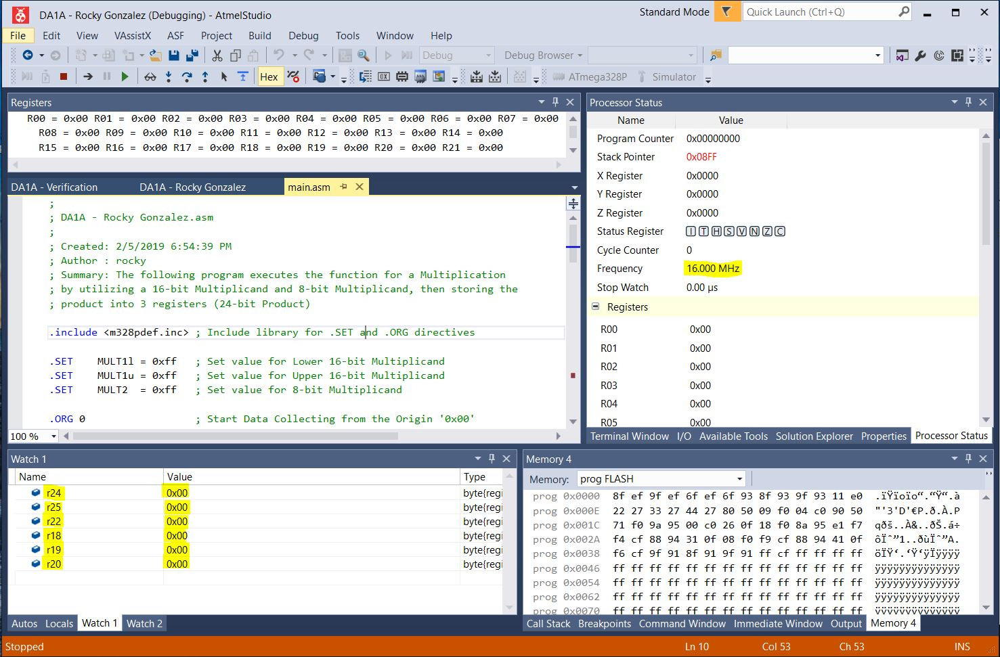 DA1A - Rocky Gonzalez (Debugging) - AtmelStudio
Standard Mode
Quick Launch (Ctrl+Q)
File Edit View VAssistX ASF Project Build Debug Tools Window Help
Debug
Debug Browser
Hex
ATmega328P
Simulator
Registers
R00 = 0x00 R01 = 0x00 R02 = 0x00 R03 = 0x00 R04 = 0x00 R05 = 0x00 R06 = 0x00 R07 = 0x00
R08 = 0x00 R09 = 0x00 R10 = 0x00 R11 = 0x00 R12 = 0x00 R13 = 0x00 R14 = 0x00
R15 = 0x00 R16 = 0x00 R17 = 0x00 R18 = 0x00 R19 = 0x00 R20 = 0x00 R21 = 0x00
DA1A - Verification
DA1A - Rocky Gonzalez
main.asm
;
; DA1A - Rocky Gonzalez.asm
;
; Created: 2/5/2019 6:54:39 PM
; Author : rocky
; Summary: The following program executes the function for a Multiplication
; by utilizing a 16-bit Multiplicand and 8-bit Multiplicand, then storing the
; product into 3 registers (24-bit Product)
.include <m328pdef.inc> ; Include library for .SET and .ORG directives
.SET MULT1l = 0xff ; Set value for Lower 16-bit Multiplicand
.SET MULT1u = 0xff ; Set value for Upper 16-bit Multiplicand
.SET MULT2 = 0xff ; Set value for 8-bit Multiplicand
.ORG 0 ; Start Data Collecting from the Origin '0x00'
100 %
Processor Status
Name Value
Program Counter 0x00000000
Stack Pointer 0x08FF
X Register 0x0000
Y Register 0x0000
Z Register 0x0000
Status Register I T H S V N Z C
Cycle Counter 0
Frequency 16.000 MHz
Stop Watch 0.00 µs
Registers
R00 0x00
R01 0x00
R02 0x00
R03 0x00
R04 0x00
R05 0x00
Terminal Window I/O Available Tools Solution Explorer Properties Processor Status
Watch 1
Name Value Type
r24 0x00 byte{regi
r25 0x00 byte{regi
r22 0x00 byte{regi
r18 0x00 byte{regi
r19 0x00 byte{regi
r20 0x00 byte{regi
Autos Locals Watch 1 Watch 2
Memory 4
Memory: prog FLASH
prog 0x0000 8f ef 9f ef 6f ef 6f 93 8f 93 9f 93 11 e0 .ïŸïoïo“.“Ÿ“.à
prog 0x000E 22 27 33 27 44 27 80 50 09 f0 04 c0 90 50 "'3'D'€P.ð.À.P
prog 0x001C 71 f0 9a 95 00 c0 26 0f 18 f0 8a 95 e1 f7 qðš..À&..ðŠ.á÷
prog 0x002A f4 cf 88 94 31 0f 08 f0 f9 cf 88 94 41 0f ôÏˆ”1..ðùÏˆ”A.
prog 0x0038 f6 cf 9f 91 8f 91 9f 91 ff cf ff ff ff ff öÏŸ‘.‘Ÿ‘ÿÏÿÿÿÿ
prog 0x0046 ff ff ff ff ff ff ff ff ff ff ff ff ff ff ÿÿÿÿÿÿÿÿÿÿÿÿÿÿ
prog 0x0054 ff ff ff ff ff ff ff ff ff ff ff ff ff ff ÿÿÿÿÿÿÿÿÿÿÿÿÿÿ
prog 0x0062 ff ff ff ff ff ff ff ff ff ff ff ff ff ff ÿÿÿÿÿÿÿÿÿÿÿÿÿÿ
prog 0x0070 ff ff ff ff ff ff ff ff ff ff ff ff ff ff ÿÿÿÿÿÿÿÿÿÿÿÿÿÿ
Call Stack Breakpoints Command Window Immediate Window Output Memory 4
Stopped
Ln 10
Col 53
Ch 53
INS